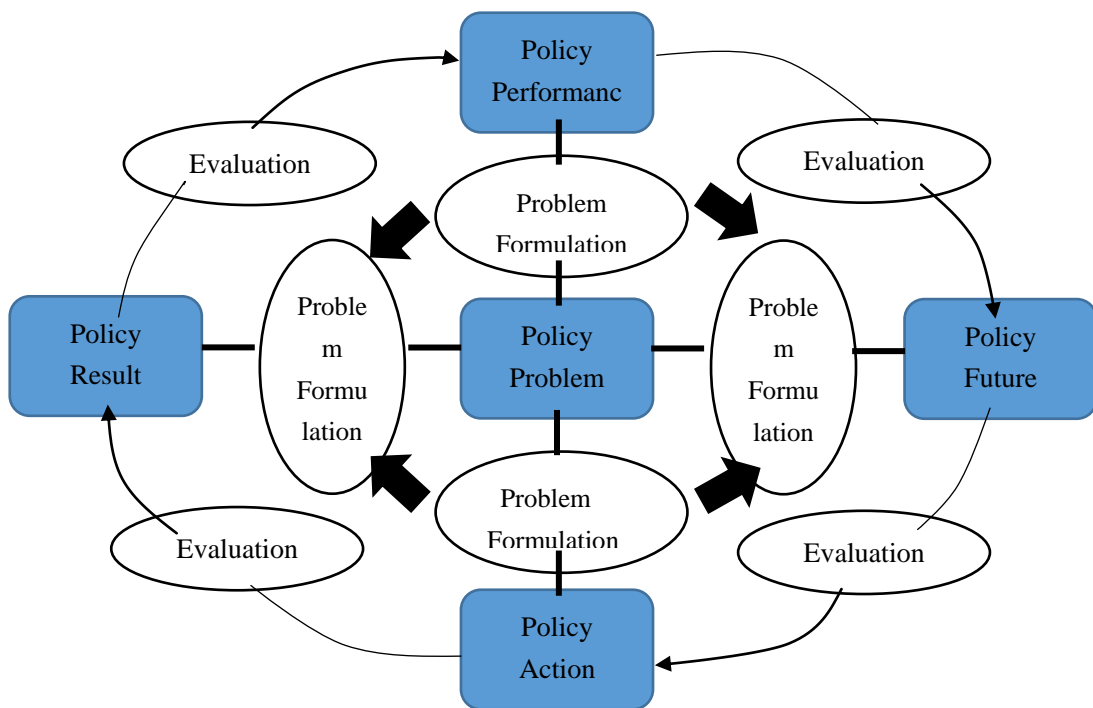 Policy
Performanc
Evaluation
Evaluation
Problem
Formulation
Proble
m
Formu
lation
Proble
m
Formu
lation
Policy
Result
Policy
Problem
Policy
Future
Problem
Formulation
Evaluation
Evaluation
Policy
Action